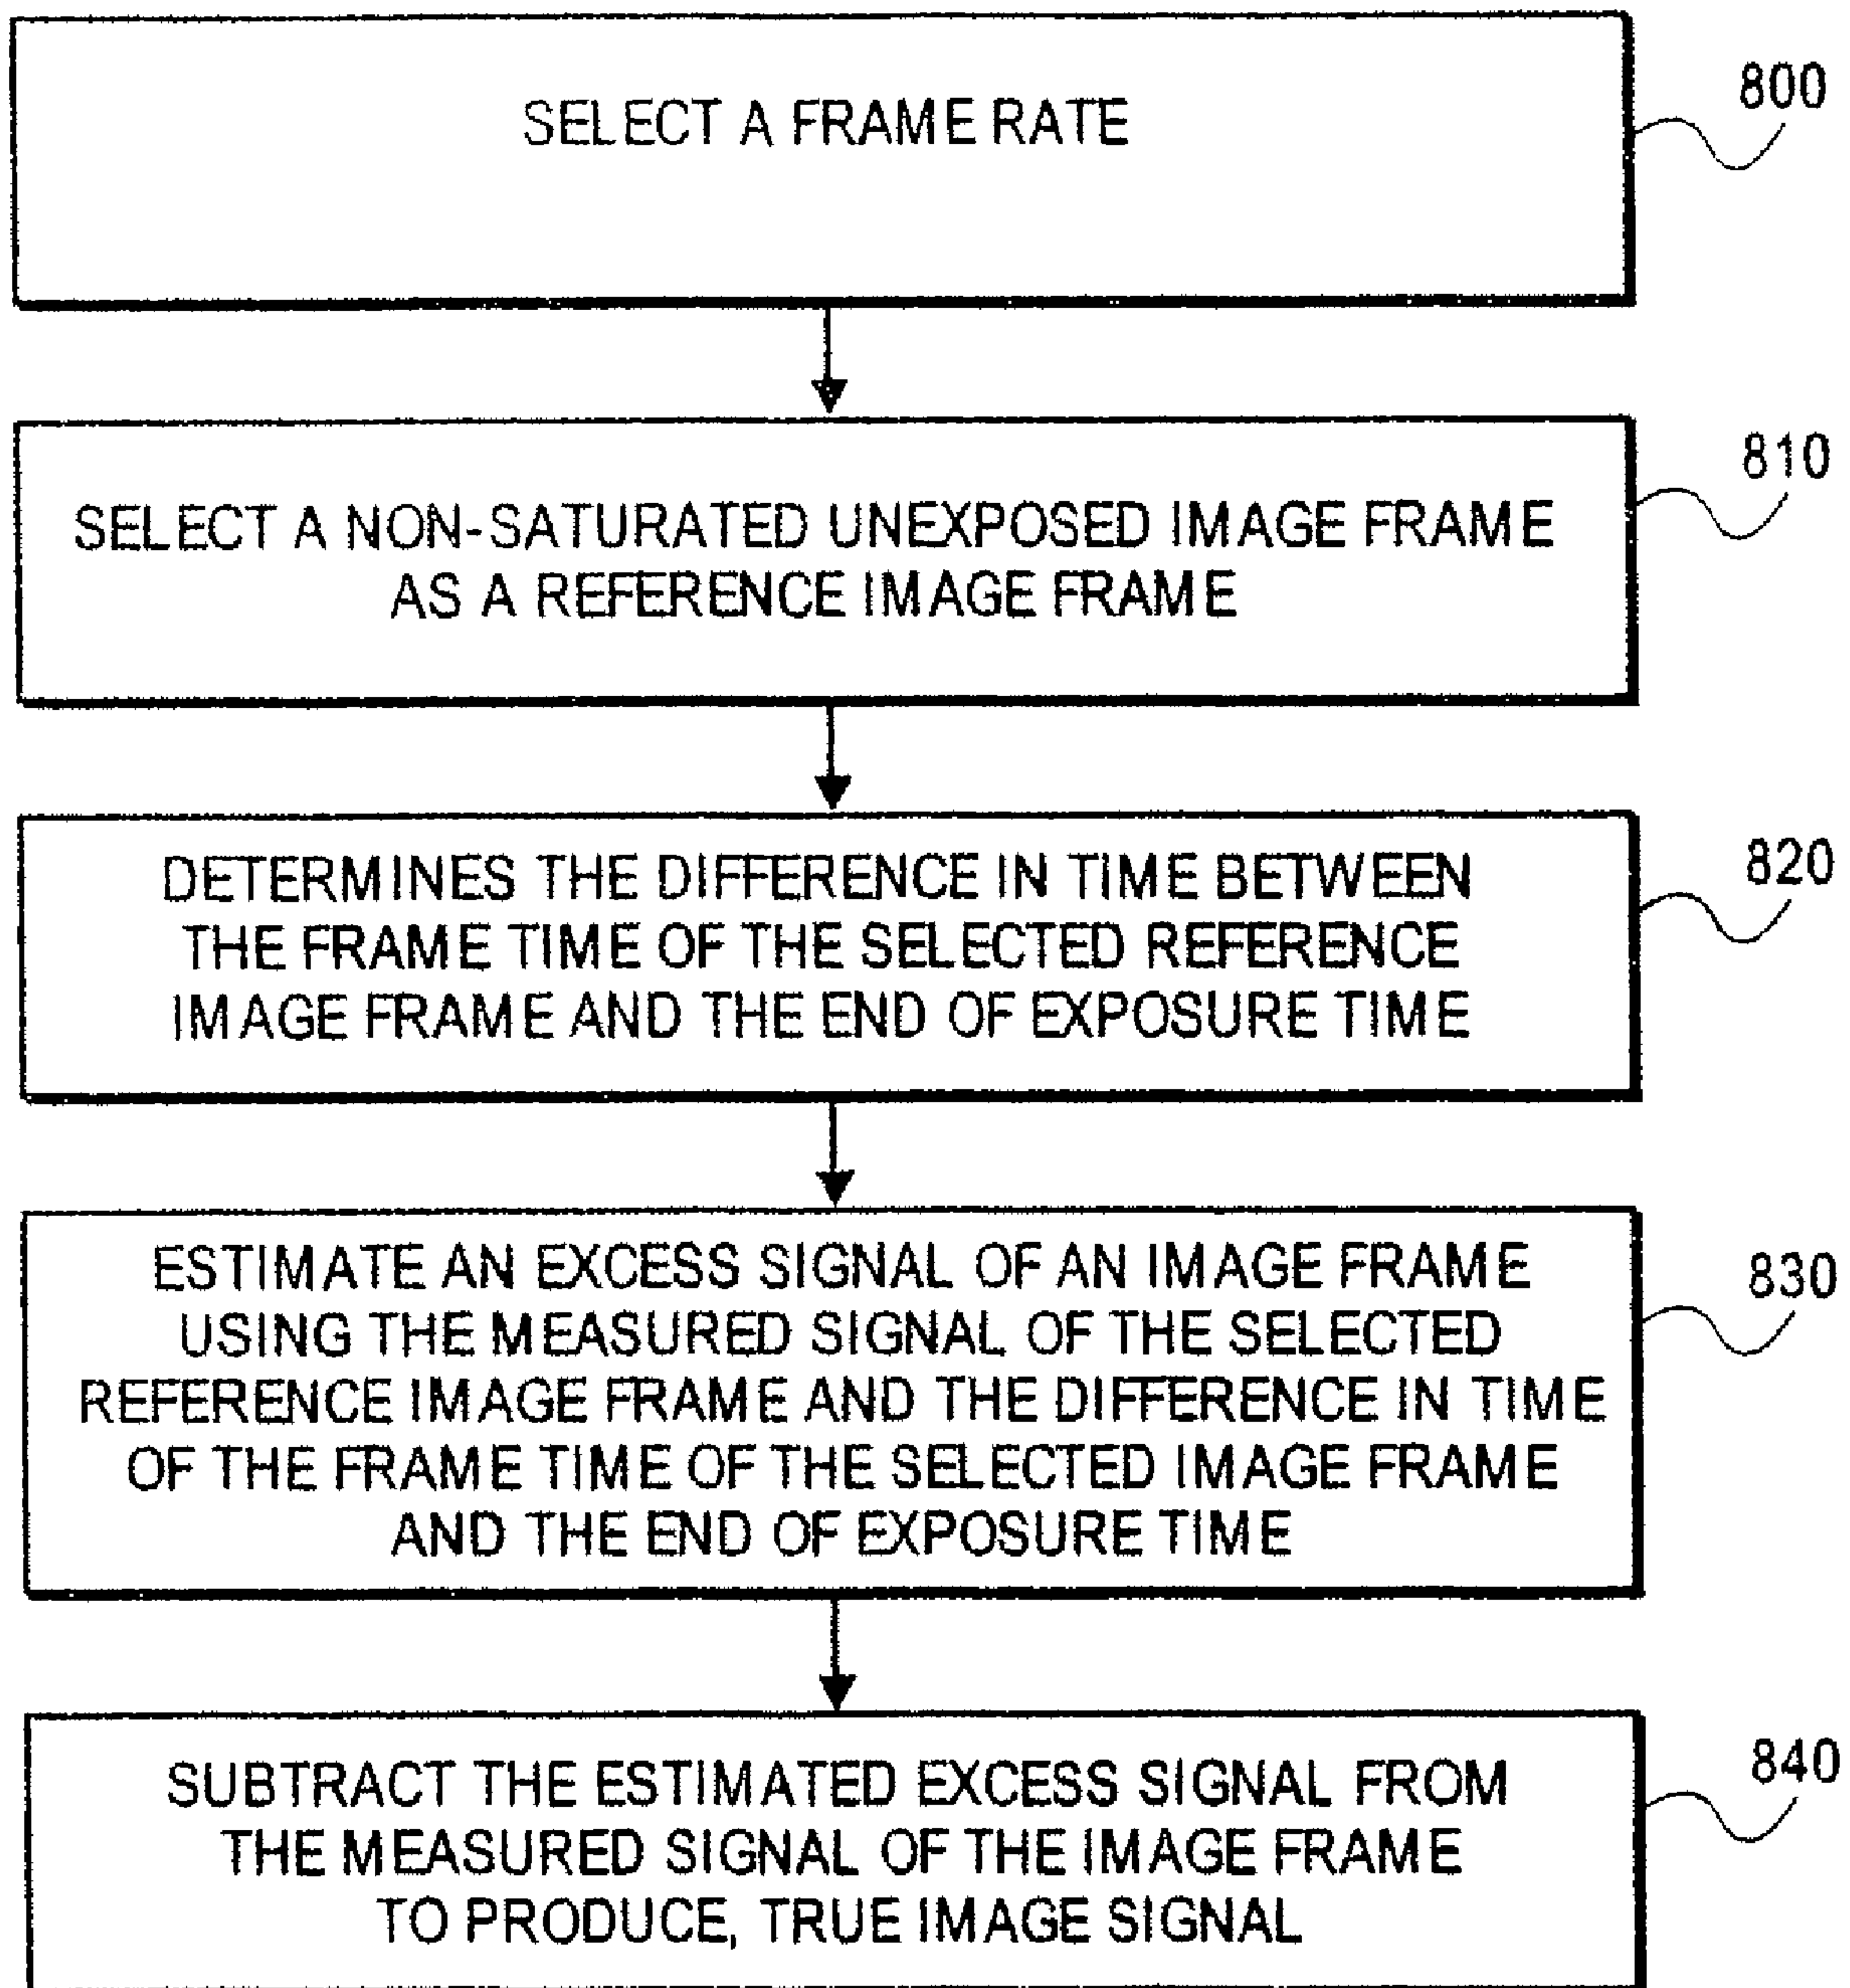 SELECT A FRAME RATE
800
SELECT A NON-SATURATED UNEXPOSED IMAGE FRAME
AS A REFERENCE IMAGE FRAME
810
DETERMINES THE DIFFERENCE IN TIME BETWEEN
THE FRAME TIME OF THE SELECTED REFERENCE
IMAGE FRAME AND THE END OF EXPOSURE TIME
820
ESTIMATE AN EXCESS SIGNAL OF AN IMAGE FRAME
USING THE MEASURED SIGNAL OF THE SELECTED
REFERENCE IMAGE FRAME AND THE DIFFERENCE IN TIME
OF THE FRAME TIME OF THE SELECTED IMAGE FRAME
AND THE END OF EXPOSURE TIME
830
SUBTRACT THE ESTIMATED EXCESS SIGNAL FROM
THE MEASURED SIGNAL OF THE IMAGE FRAME
TO PRODUCE, TRUE IMAGE SIGNAL
840